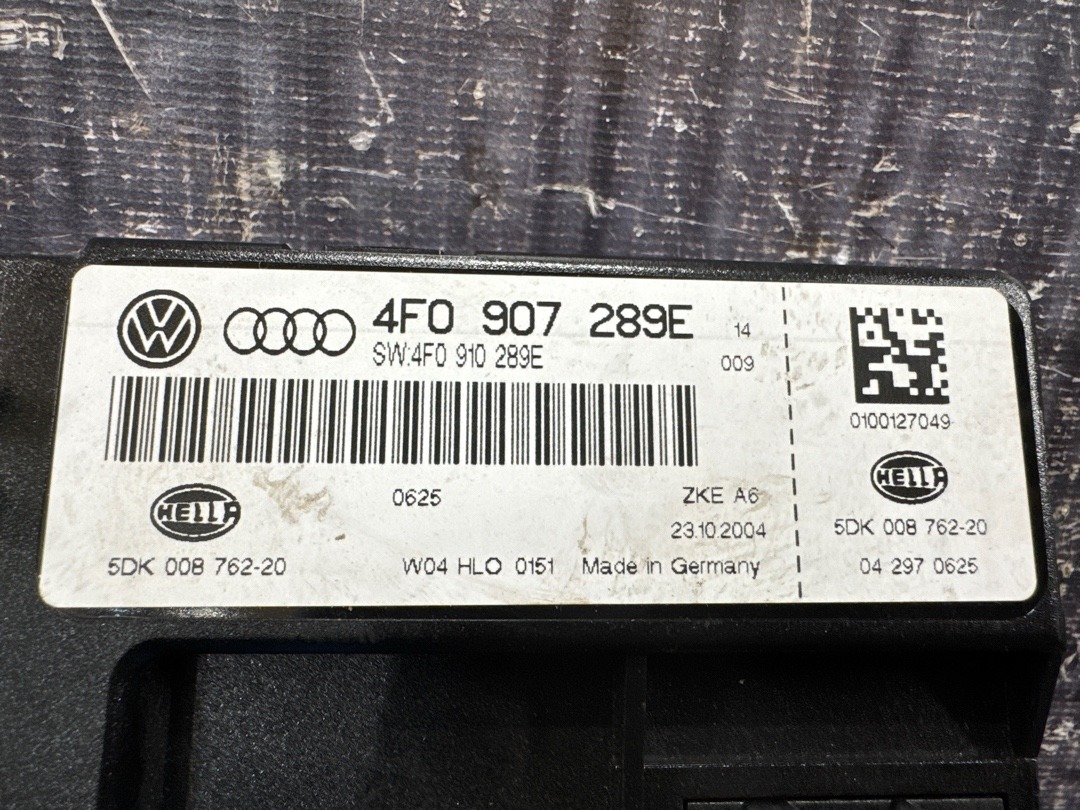 4F0 907 289E 14
SW:4F0 910 289E 009
0625 ZKE A6
23.10.2004
HELLA
5DK 008 762-20 W04 HLO 0151 Made in Germany
0100127049
HELLA
5DK 008 762-20
04 297 0625